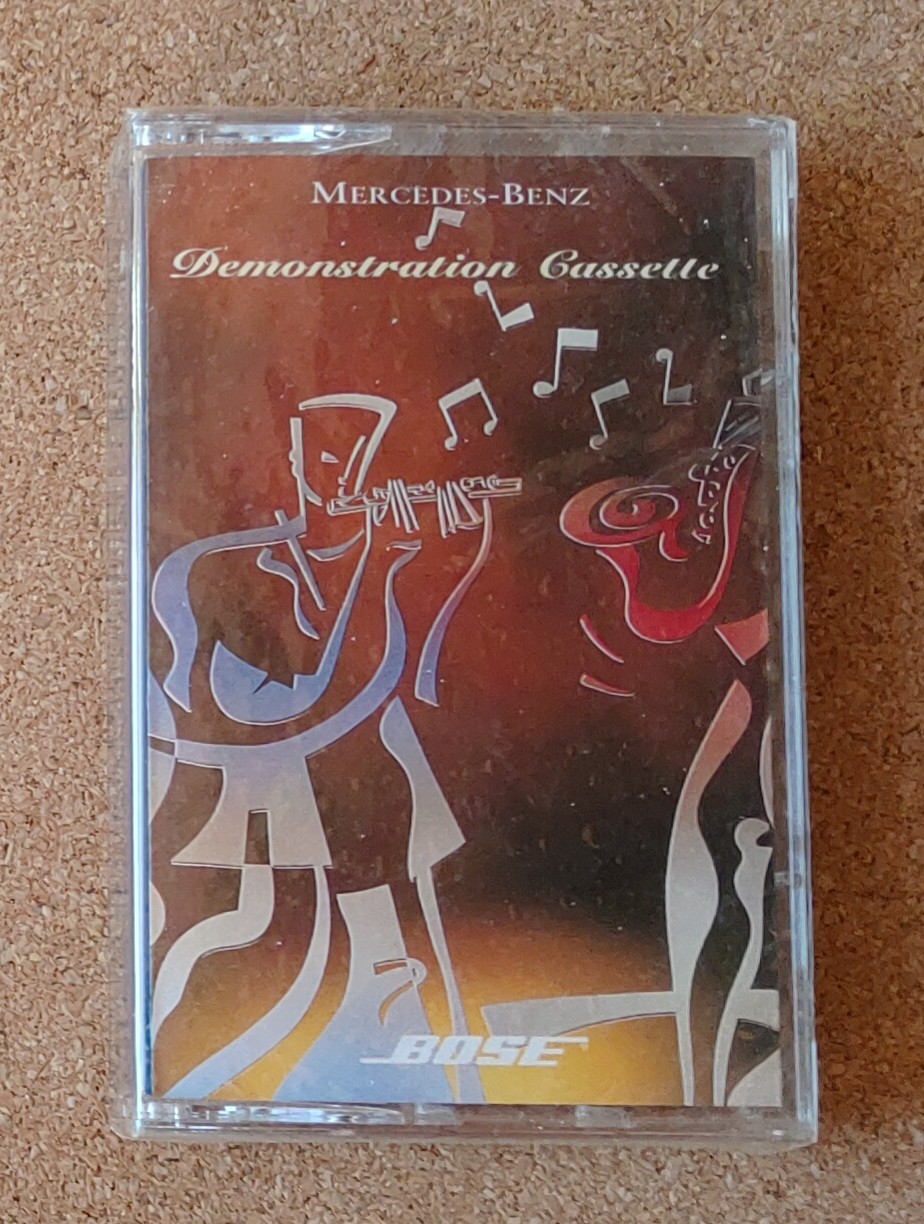 MERCEDES-BENZ
Demonstration Cassette
BOSE